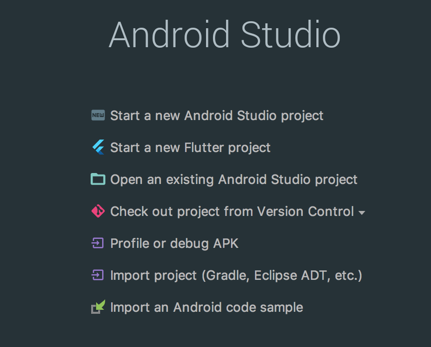 Android Studio
NEW Start a new Android Studio project
Start a new Flutter project
Open an existing Android Studio project
Check out project from Version Control
Profile or debug APK
Import project (Gradle, Eclipse ADT, etc.)
Import an Android code sample